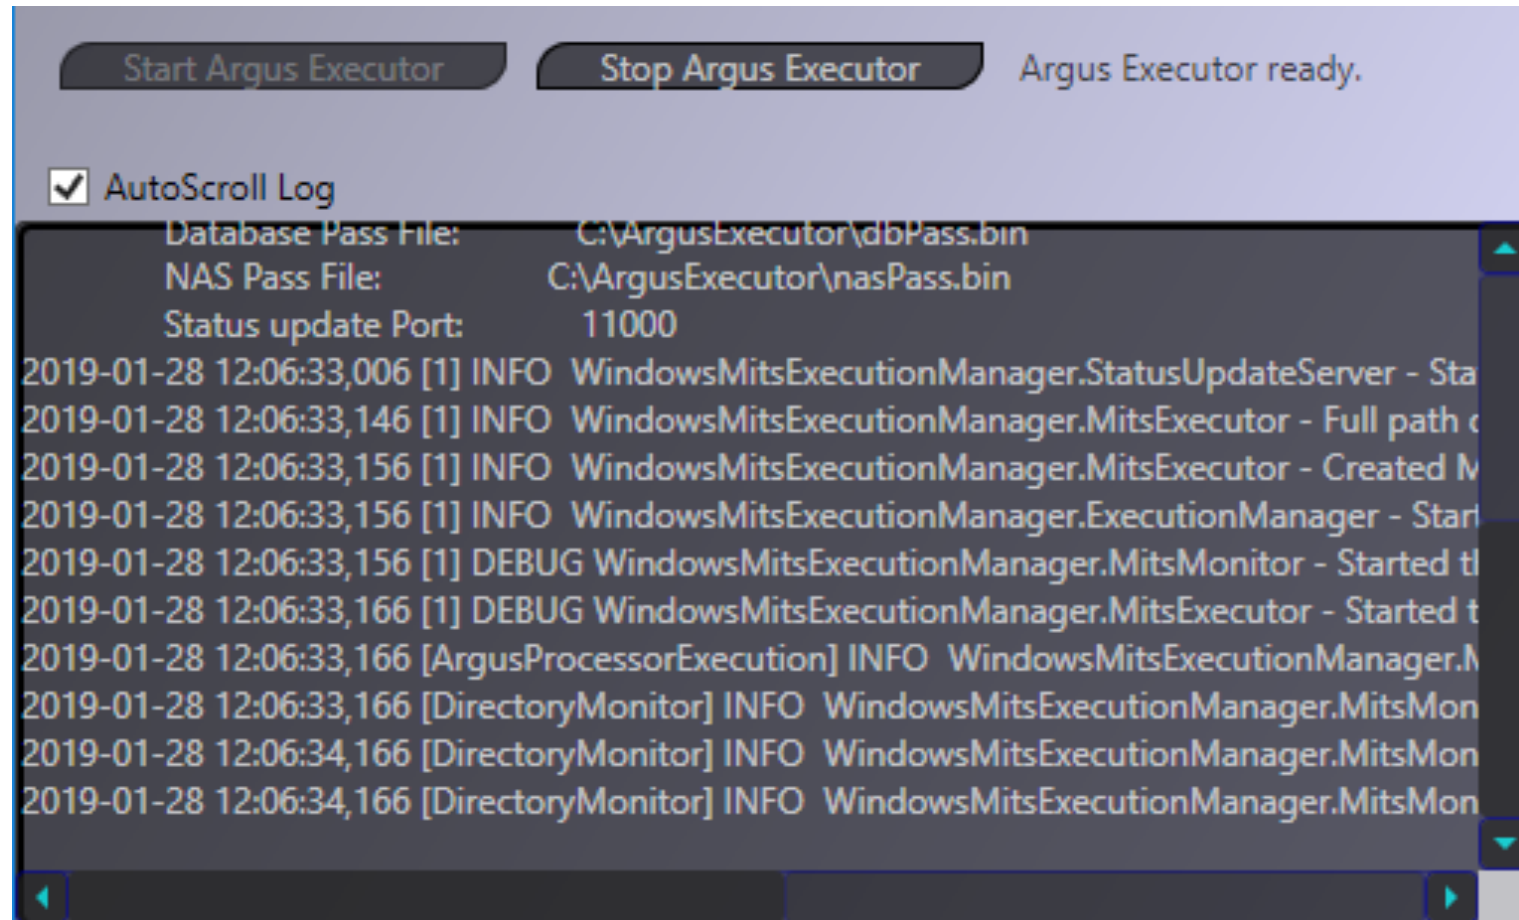 Start Argus Executor Stop Argus Executor Argus Executor ready.
AutoScroll Log
Database Pass File: C:\ArgusExecutor\dbPass.bin
NAS Pass File: C:\ArgusExecutor\nasPass.bin
Status update Port: 11000
2019-01-28 12:06:33,006 [1] INFO WindowsMitsExecutionManager.StatusUpdateServer - Sta
2019-01-28 12:06:33,146 [1] INFO WindowsMitsExecutionManager.MitsExecutor - Full path
2019-01-28 12:06:33,156 [1] INFO WindowsMitsExecutionManager.MitsExecutor - Created
2019-01-28 12:06:33,156 [1] INFO WindowsMitsExecutionManager.ExecutionManager - Start
2019-01-28 12:06:33,156 [1] DEBUG WindowsMitsExecutionManager.MitsMonitor - Started
2019-01-28 12:06:33,166 [1] DEBUG WindowsMitsExecutionManager.MitsExecutor - Started t
2019-01-28 12:06:33,166 [ArgusProcessorExecution] INFO WindowsMitsExecutionManager.
2019-01-28 12:06:33,166 [DirectoryMonitor] INFO WindowsMitsExecutionManager.MitsMon
2019-01-28 12:06:34,166 [DirectoryMonitor] INFO WindowsMitsExecutionManager.MitsMon
2019-01-28 12:06:34,166 [DirectoryMonitor] INFO WindowsMitsExecutionManager.MitsMon